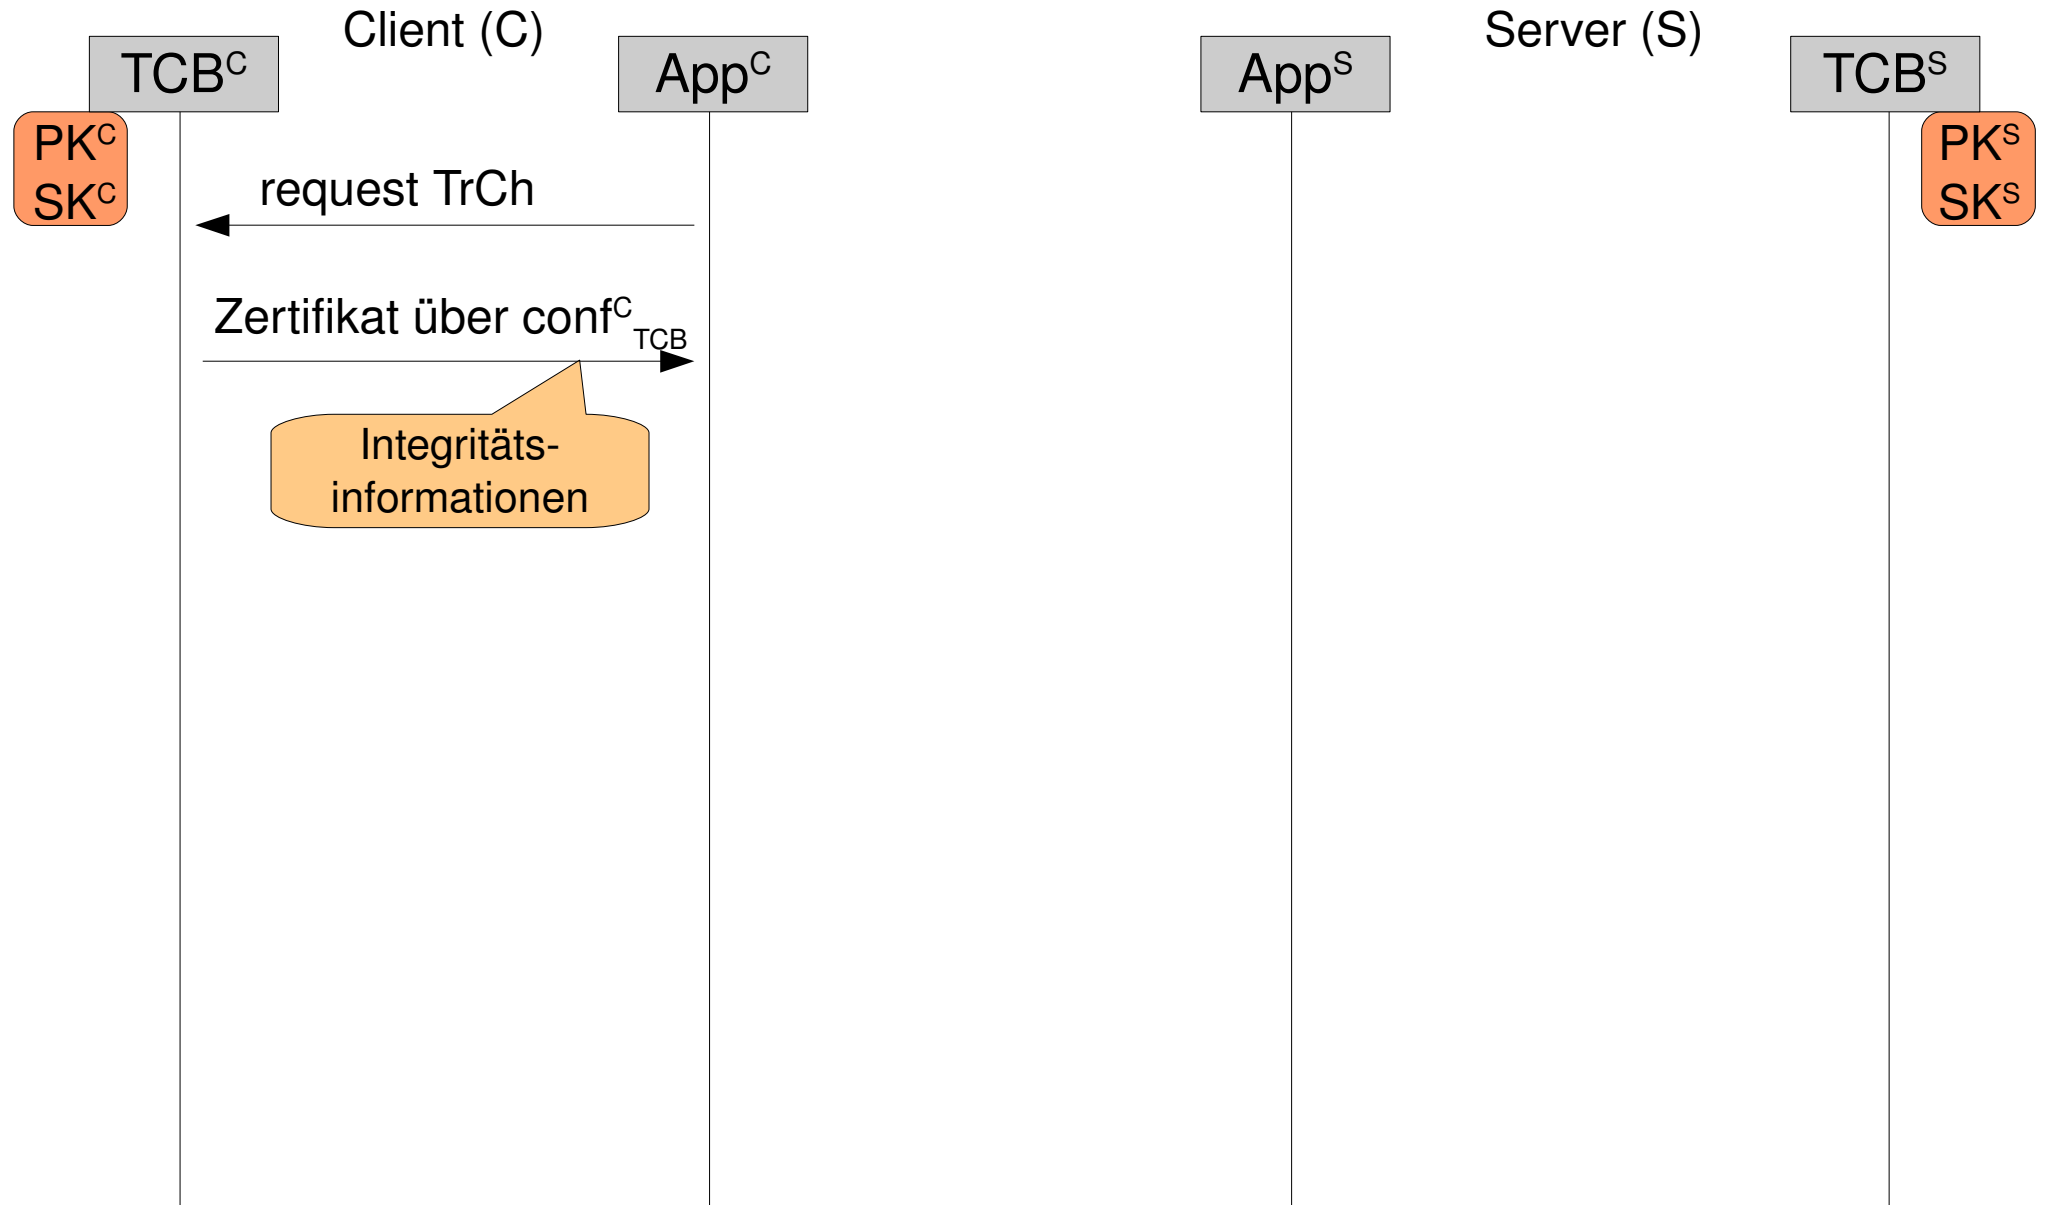 Client (C)
Server (S)
TCB^C
App^C
App^S
TCB^S
PK^C
SK^C
PK^S
SK^S
request TrCh
Zertifikat über conf^C_TCB
Integritäts-
informationen